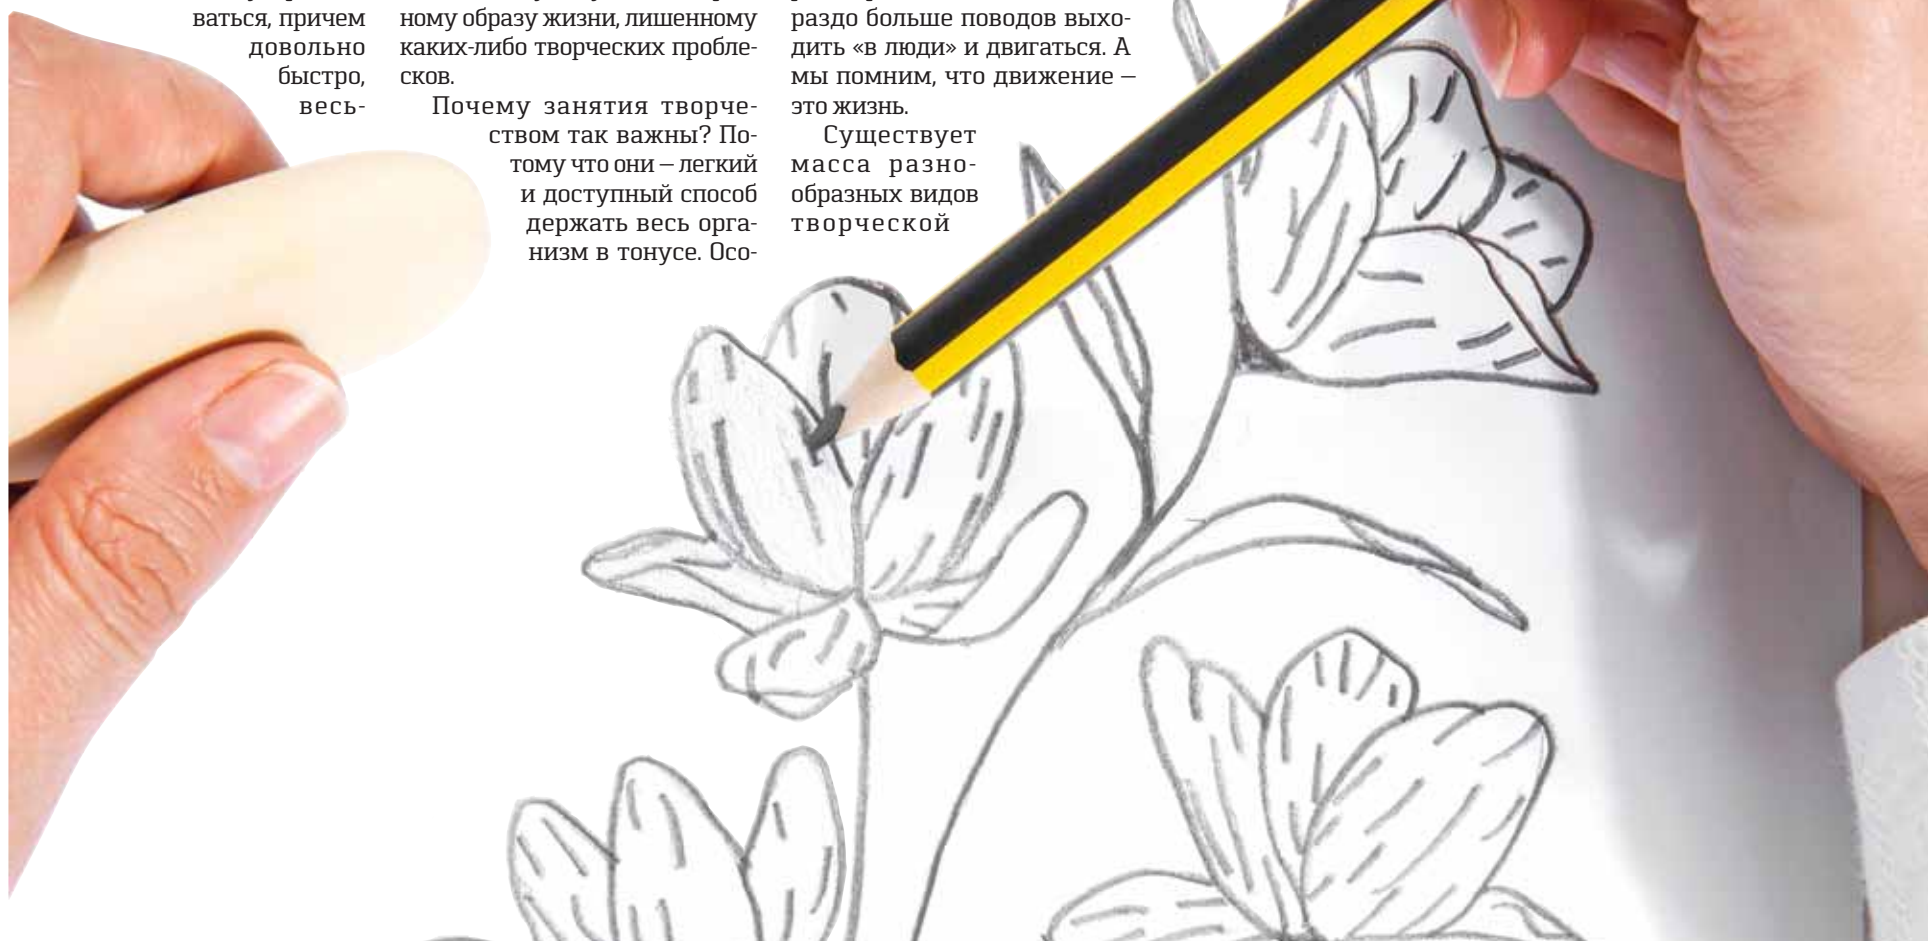 ваться, причем
довольно
быстро,
весь-
ному образу жизни, лишенному
каких-либо творческих пробле-
сков.
Почему занятия творче-
ством так важны? По-
тому что они – легкий
и доступный способ
держать весь орга-
низм в тонусе. Осо-
раздо больше поводов выхо-
дить «в люди» и двигаться. А
мы помним, что движение –
это жизнь.
Существует
масса разно-
образных видов
творческой